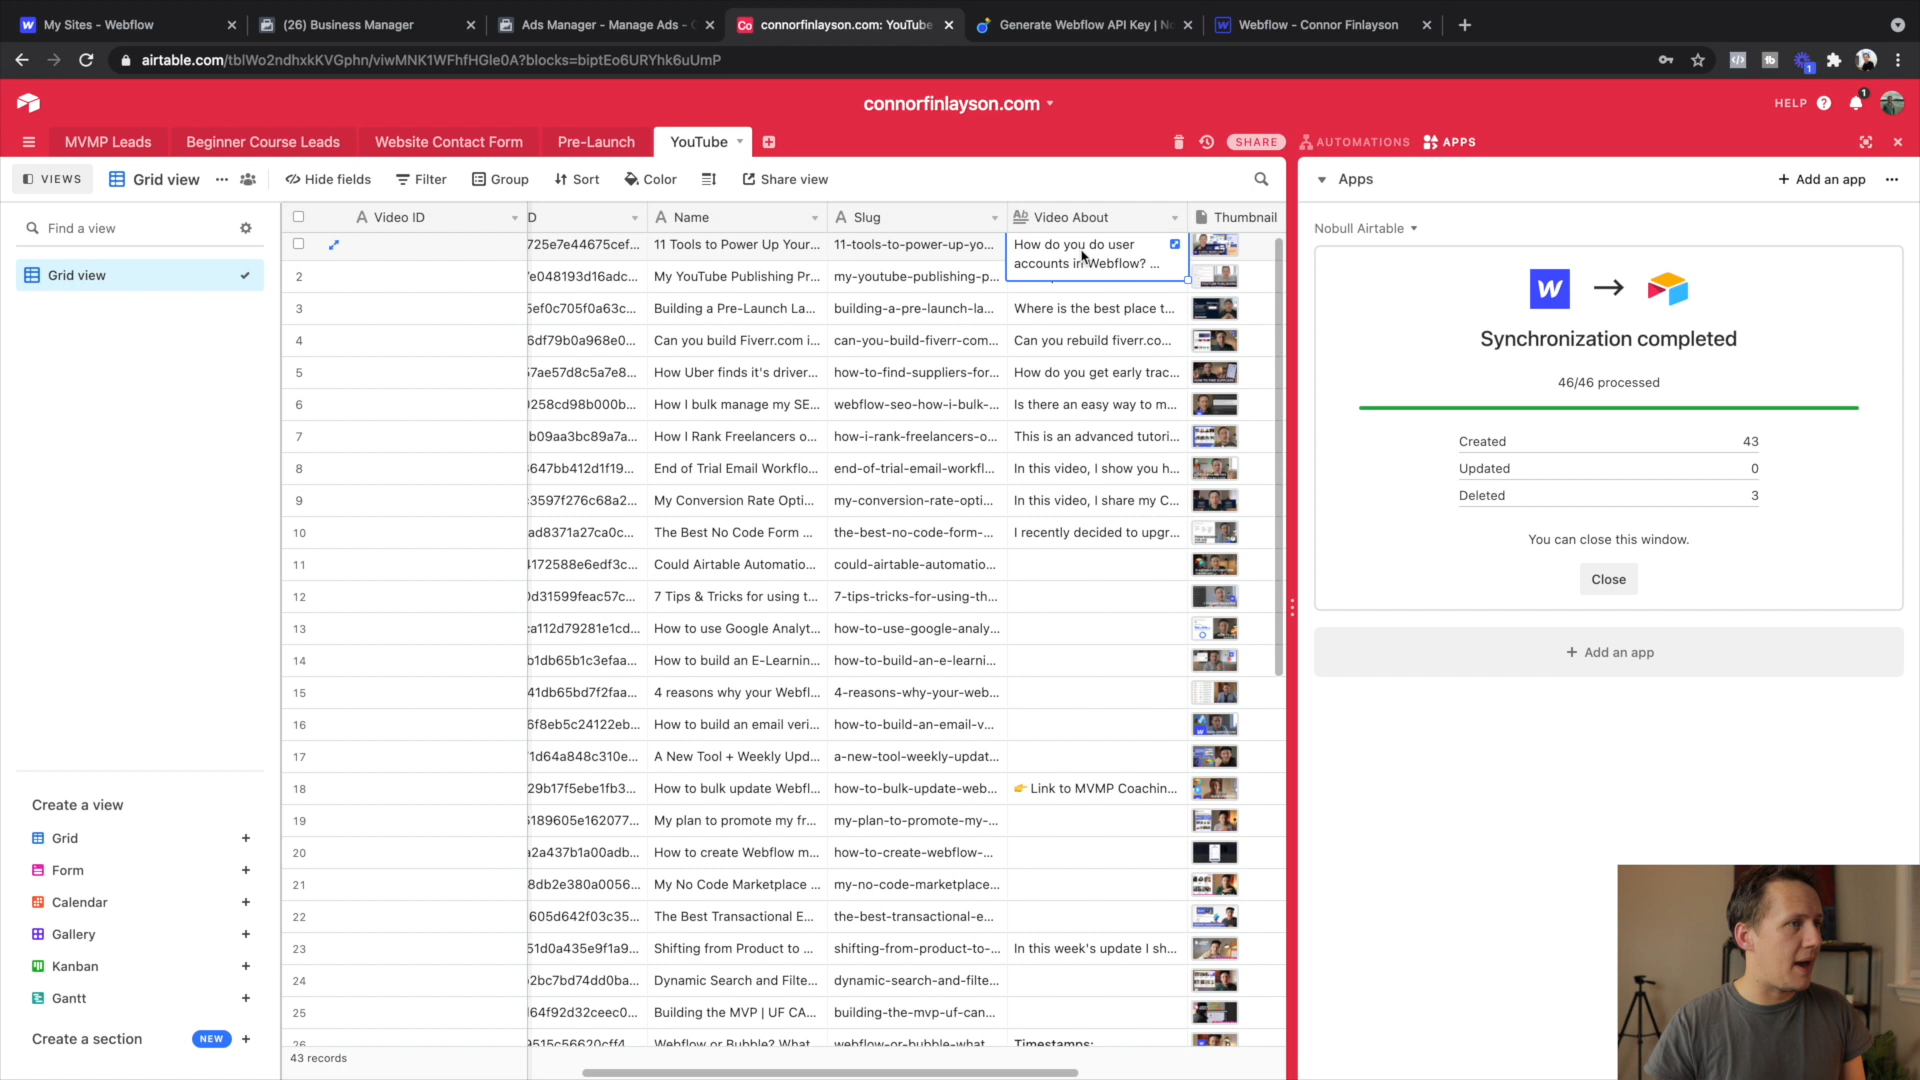 My Sites - Webflow
(26) Business Manager
Ads Manager - Manage Ads -
connorfinlayson.com: YouTube
Generate Webflow API Key |
Webflow - Connor Finlayson
airtable.com/tblWo2ndhxkKVGphn/viwMNK1WFhfHGle0A?blocks=biptEo6URYhk6uUmP
connorfinlayson.com
HELP
1
MVMP Leads
Beginner Course Leads
Website Contact Form
Pre-Launch
YouTube
SHARE
AUTOMATIONS
APPS
VIEWS
Grid view
Hide fields
Filter
Group
Sort
Color
Share view
Apps
+ Add an app
Find a view
Grid view
Video ID
D
Name
Slug
Video About
Thumbnail
725e7e44675cef... 11 Tools to Power Up Your... 11-tools-to-power-up-yo... How do you do user
accounts in Webflow? ...
2 'e048193d16adc... My YouTube Publishing Pr... my-youtube-publishing-p...
3 5ef0c705f0a63c... Building a Pre-Launch La... building-a-pre-launch-la... Where is the best place t...
4 6df79b0a968e0... Can you build Fiverr.com i... can-you-build-fiverr-com... Can you rebuild fiverr.co...
5 57ae57d8c5a7e8... How Uber finds it's driver... how-to-find-suppliers-for... How do you get early trac...
6 0258cd98b000b... How I bulk manage my SE... webflow-seo-how-i-bulk-... Is there an easy way to m...
7 b09aa3bc89a7a... How I Rank Freelancers o... how-i-rank-freelancers-o... This is an advanced tutori...
8 647bb412d1f19... End of Trial Email Workflo... end-of-trial-email-workfl... In this video, I show you h...
9 c3597f276c68a2... My Conversion Rate Opti... my-conversion-rate-opti... In this video, I share my C...
10 ad8371a27ca0c... The Best No Code Form ... the-best-no-code-form-... I recently decided to upgr...
11 172588e6edf3c... Could Airtable Automatio... could-airtable-automatio...
12 0d31599feac57c... 7 Tips & Tricks for using t... 7-tips-tricks-for-using-th...
13 ca112d79281e1cd... How to use Google Analyt... how-to-use-google-analy...
14 b1db65b1c3efaa... How to build an E-Learnin... how-to-build-an-e-learni...
15 41db65bd7f2faa... 4 reasons why your Webfl... 4-reasons-why-your-web...
16 6f8eb5c24122eb... How to build an email veri... how-to-build-an-email-v...
17 1d64a848c310e... A New Tool + Weekly Upd... a-new-tool-weekly-updat...
18 29b17f5ebe1fb3... How to bulk update Webfl... how-to-bulk-update-web... 👉 Link to MVMP Coachin...
19 189605e162077... My plan to promote my fr... my-plan-to-promote-my-...
20 a2a437b1a00adb... How to create Webflow m... how-to-create-webflow-...
21 8db2e380a0056... My No Code Marketplace ... my-no-code-marketplace...
22 605d642f03c35... The Best Transactional E... the-best-transactional-e...
23 51d0a435e9f1a9... Shifting from Product to ... shifting-from-product-to-... In this week's update I sh...
24 2bc7bd74dd0ba... Dynamic Search and Filte... dynamic-search-and-filte...
25 64f92d32ceec0... Building the MVP | UF CA... building-the-mvp-uf-can...
26 9515c56620cff4... Webflow or Bubble? What... webflow-or-bubble-what... Timestamps:
43 records
Create a view
Grid
Form
Calendar
Gallery
Kanban
Gantt
Create a section NEW
Nobull Airtable
Synchronization completed
46/46 processed
Created 43
Updated 0
Deleted 3
You can close this window.
Close
+ Add an app